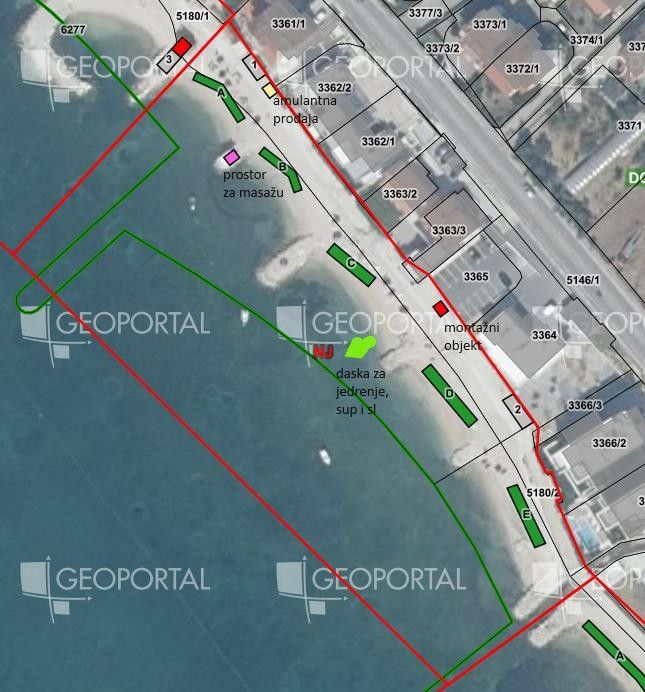 5180/1
6277
3361/1
3377/3
3373/1
3373/2
3374/1
3372/1
3
1
GEOPORTAL
GEOPORTAL
A
amulantna
prodaja
3362/2
3371
3362/1
B
prostor
za masažu
3363/2
3363/3
C
3365
5146/1
GEOPORTAL
GEOPORTAL
montažni
objekt
3364
NJ
daska za
jedrenje,
sup i sl
D
2
3366/3
3366/2
5180/2
E
GEOPORTAL
GEOPORTAL
A